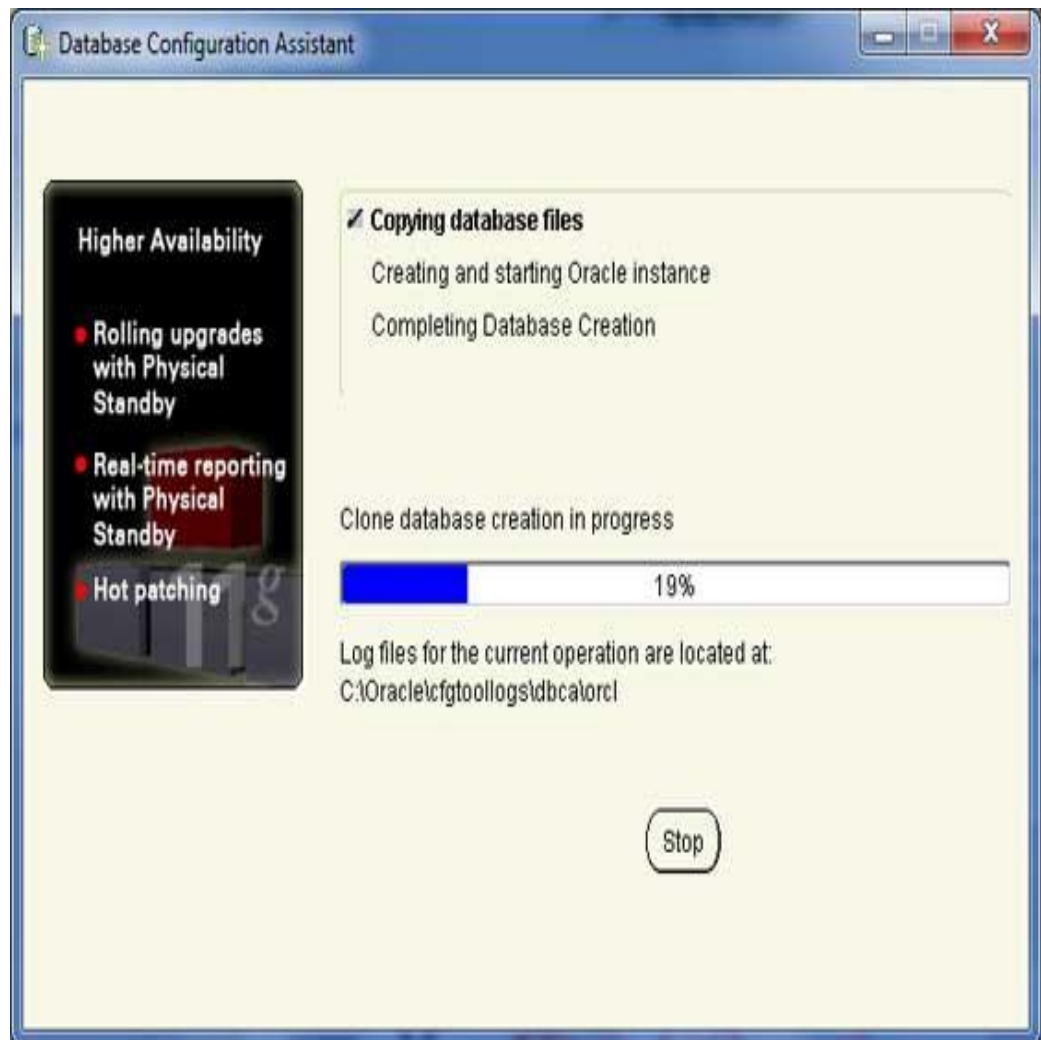 Database Configuration Assistant
Higher Availability
Rolling upgrades
with Physical
Standby
Real-time reporting
with Physical
Standby
Hot patching
11g
Copying database files
Creating and starting Oracle instance
Completing Database Creation
Clone database creation in progress
19%
Log files for the current operation are located at:
C:\Oracle\cfgtoollogs\dbca\orcl
Stop